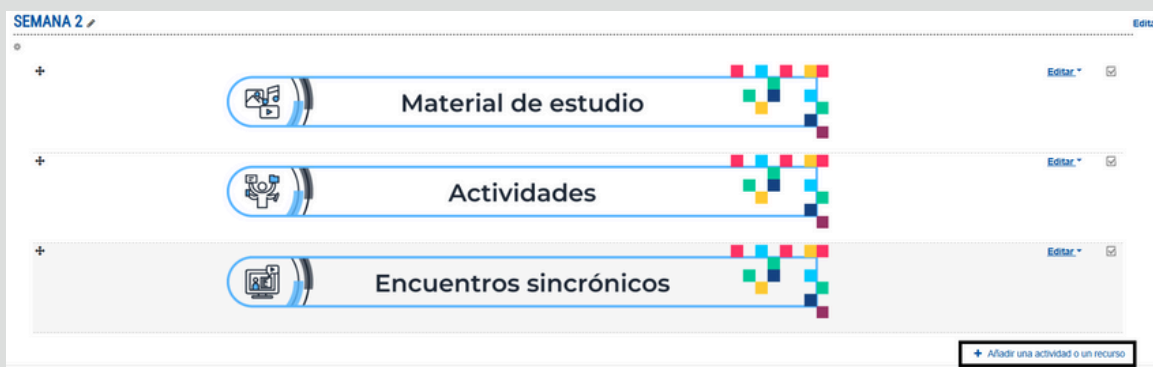 SEMANA 2
Edita
Editar
Material de estudio
Editar
Actividades
Editar
Encuentros sincrónicos
+ Añadir una actividad o un recurso